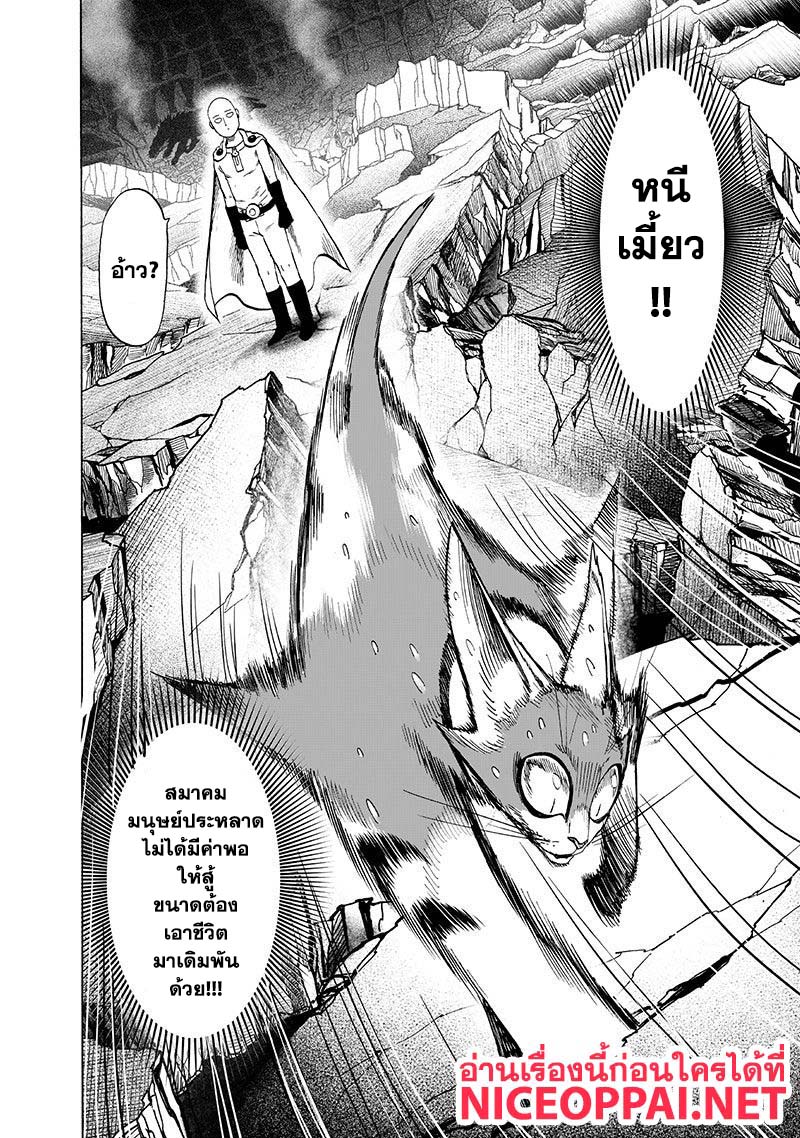 หนี
เมี้ยว
!!
อ้าว?
สมาคม
มนุษย์ประหลาด
ไม่ได้มีค่าพอ
ให้สู้
ขนาดต้อง
เอาชีวิต
มาเดิมพัน
ด้วย!!!
อ่านเรื่องนี้ก่อนใครได้ที่
NICEOPPAI.NET